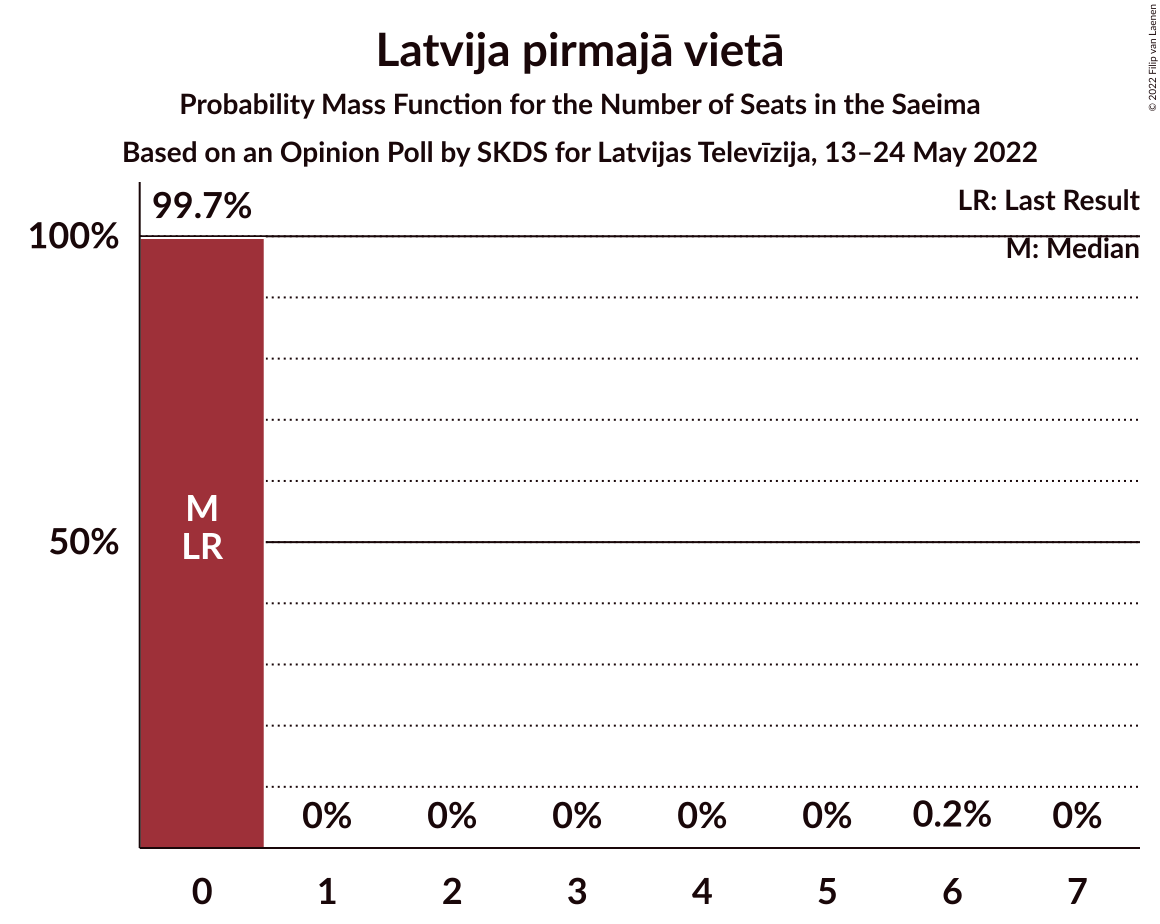 Latvija pirmajā vietā
Probability Mass Function for the Number of Seats in the Saeima
Based on an Opinion Poll by SKDS for Latvijas Televīzija, 13–24 May 2022
© 2022 Filip van Laenen
LR: Last Result
M: Median
99.7%
100%
50%
M
LR
0% 0% 0% 0% 0% 0.2% 0%
0 1 2 3 4 5 6 7